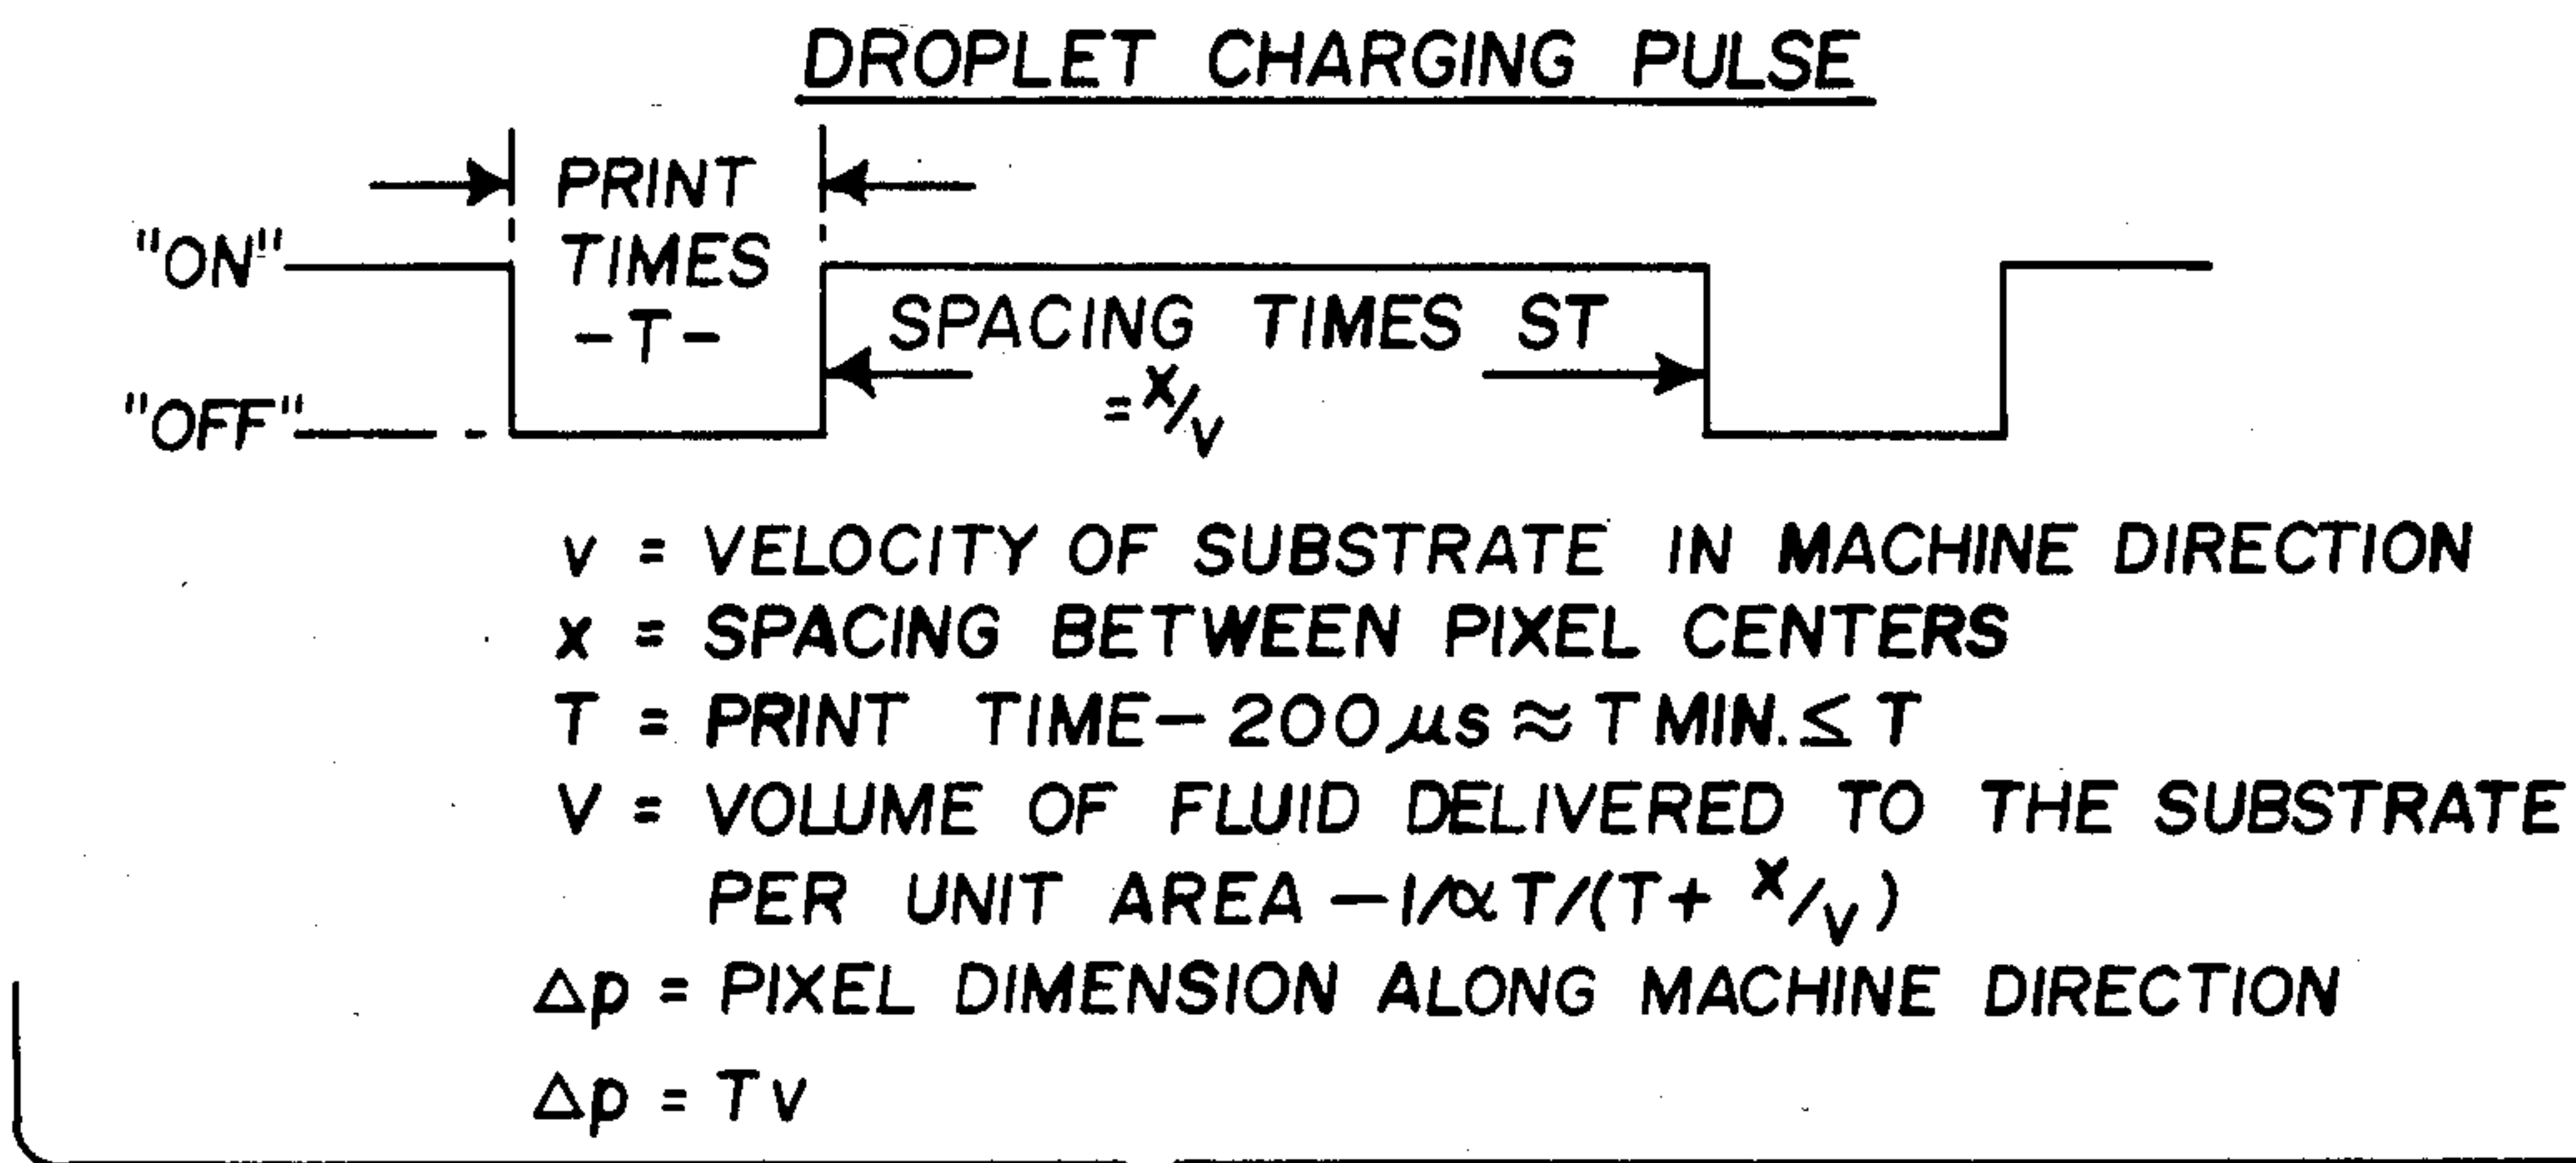 DROPLET CHARGING PULSE
PRINT
TIMES
-T-
"ON"
"OFF"
SPACING TIMES ST
= x/v
v = VELOCITY OF SUBSTRATE IN MACHINE DIRECTION
x = SPACING BETWEEN PIXEL CENTERS
T = PRINT TIME - 200 μs ≈ T MIN. ≤ T
V = VOLUME OF FLUID DELIVERED TO THE SUBSTRATE
PER UNIT AREA - 1/∝ T/(T + x/v)
Δp = PIXEL DIMENSION ALONG MACHINE DIRECTION
Δp = Tv